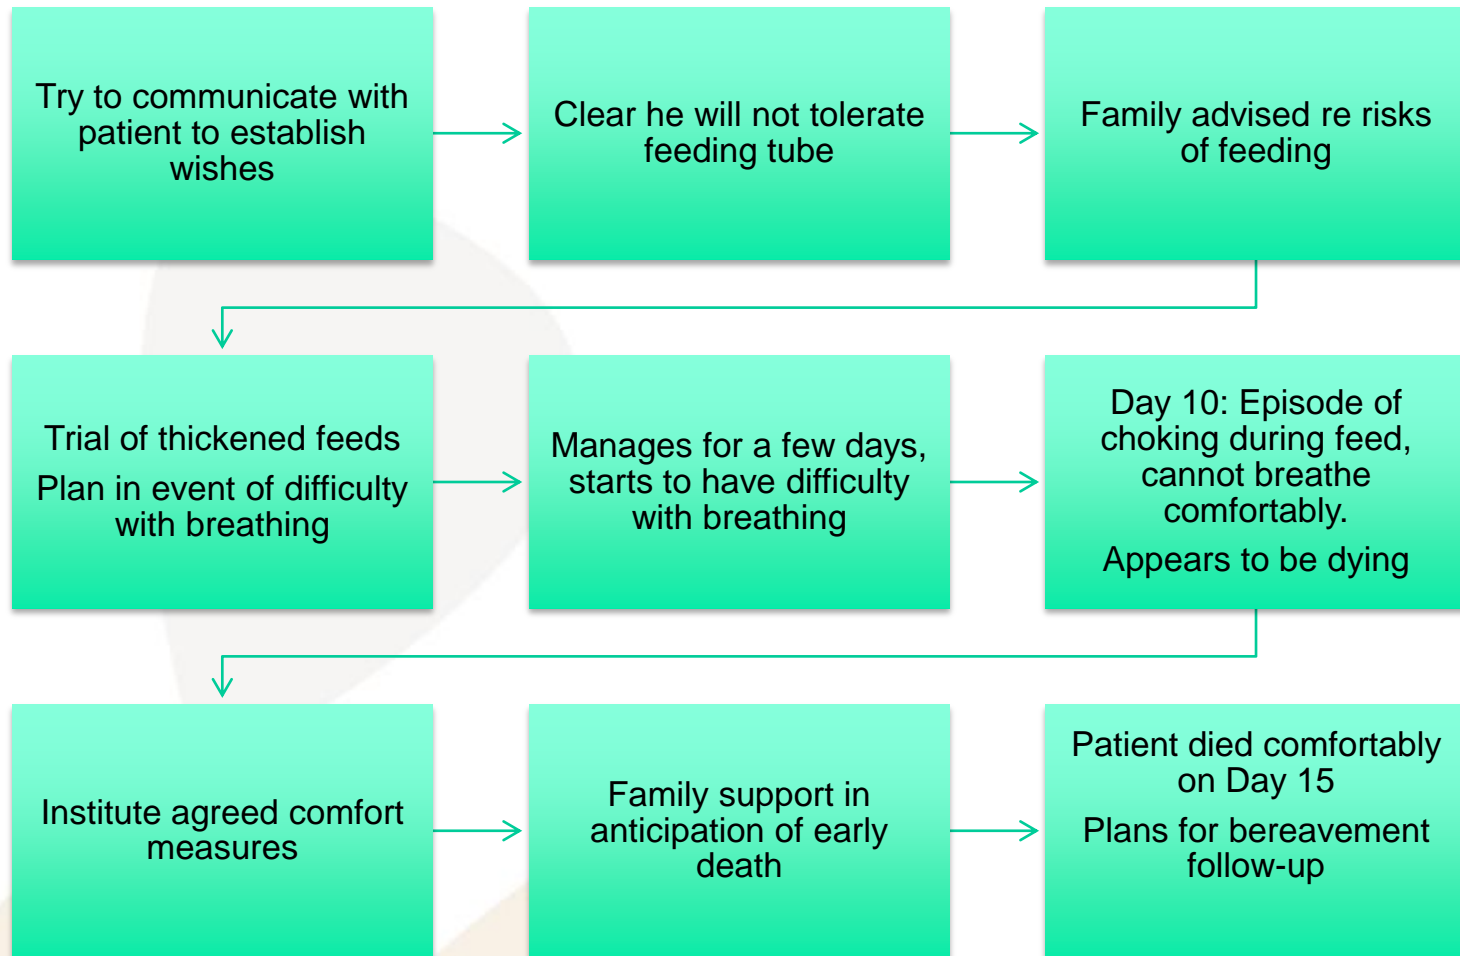 Try to communicate with
patient to establish
wishes
Clear he will not tolerate
feeding tube
Family advised re risks
of feeding
Trial of thickened feeds
Plan in event of difficulty
with breathing
Manages for a few days,
starts to have difficulty
with breathing
Day 10: Episode of
choking during feed,
cannot breathe
comfortably.
Appears to be dying
Institute agreed comfort
measures
Family support in
anticipation of early
death
Patient died comfortably
on Day 15
Plans for bereavement
follow-up